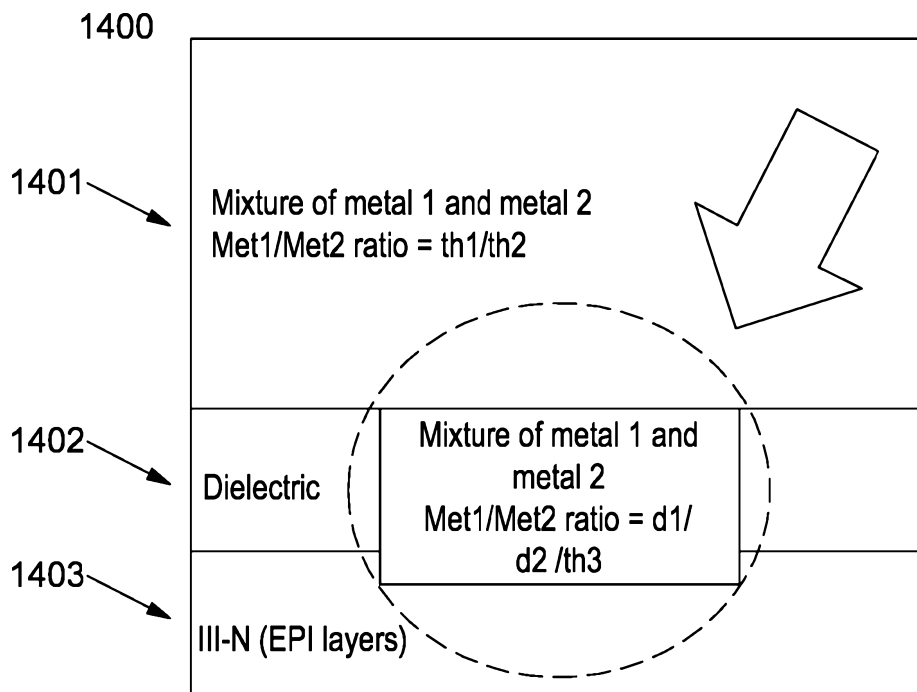 1400
1401
Mixture of metal 1 and metal 2
Met1/Met2 ratio = th1/th2
1402
Dielectric
Mixture of metal 1 and
metal 2
Met1/Met2 ratio = d1/
d2 /th3
1403
III-N (EPI layers)